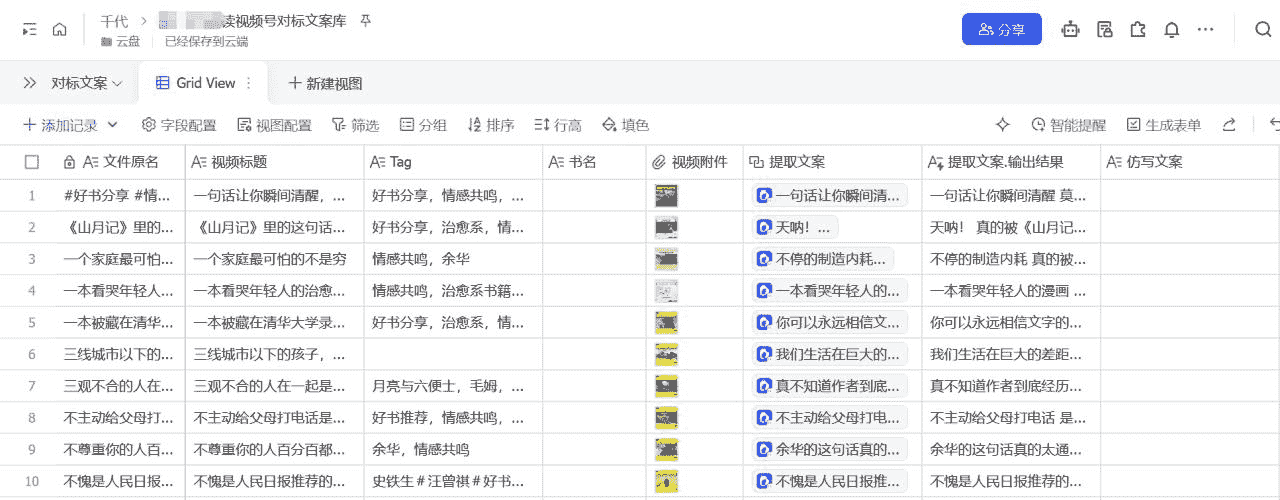 千代 > 读视频号对标文案库
云盘 | 已经保存到云端
分享
对标文案
Grid View
新建视图
添加记录 字段配置 视图配置 筛选 分组 排序 行高 填色 智能提醒 生成表单
文件原名 视频标题 Tag 书名 视频附件 提取文案 提取文案.输出结果 仿写文案
1 #好书分享 #情... 一句话让你瞬间清醒，... 好书分享，情感共鸣，... 一句话让你瞬间清... 一句话让你瞬间清醒 莫...
2 《山月记》里的... 《山月记》里的这句话... 好书分享，治愈系，情... 天呐！... 天呐！ 真的被《山月记...
3 一个家庭最可怕... 一个家庭最可怕的不是穷 情感共鸣，余华 不停的制造内耗... 不停的制造内耗 真的被...
4 一本看哭年轻人... 一本看哭年轻人的治愈... 情感共鸣，治愈系书籍... 一本看哭年轻人的... 一本看哭年轻人的漫画 ...
5 一本被藏在清华... 一本被藏在清华大学录... 好书分享，治愈系，情... 你可以永远相信文... 你可以永远相信文字的...
6 三线城市以下的... 三线城市以下的孩子，... 我们生活在巨大的... 我们生活在巨大的差距...
7 三观不合的人在... 三观不合的人在一起是... 月亮与六便士，毛姆，... 真不知道作者到底... 真不知道作者到底经历...
8 不主动给父母打... 不主动给父母打电话是... 好书推荐，情感共鸣，... 不主动给父母打电... 不主动给父母打电话 是...
9 不尊重你的人百... 不尊重你的人百分百都... 余华，情感共鸣 余华的这句话真的... 余华的这句话真的太通...
10 不愧是人民日报... 不愧是人民日报推荐的... 史铁生#汪曾祺#好书... 不愧是人民日报推... 不愧是人民日报推荐的...